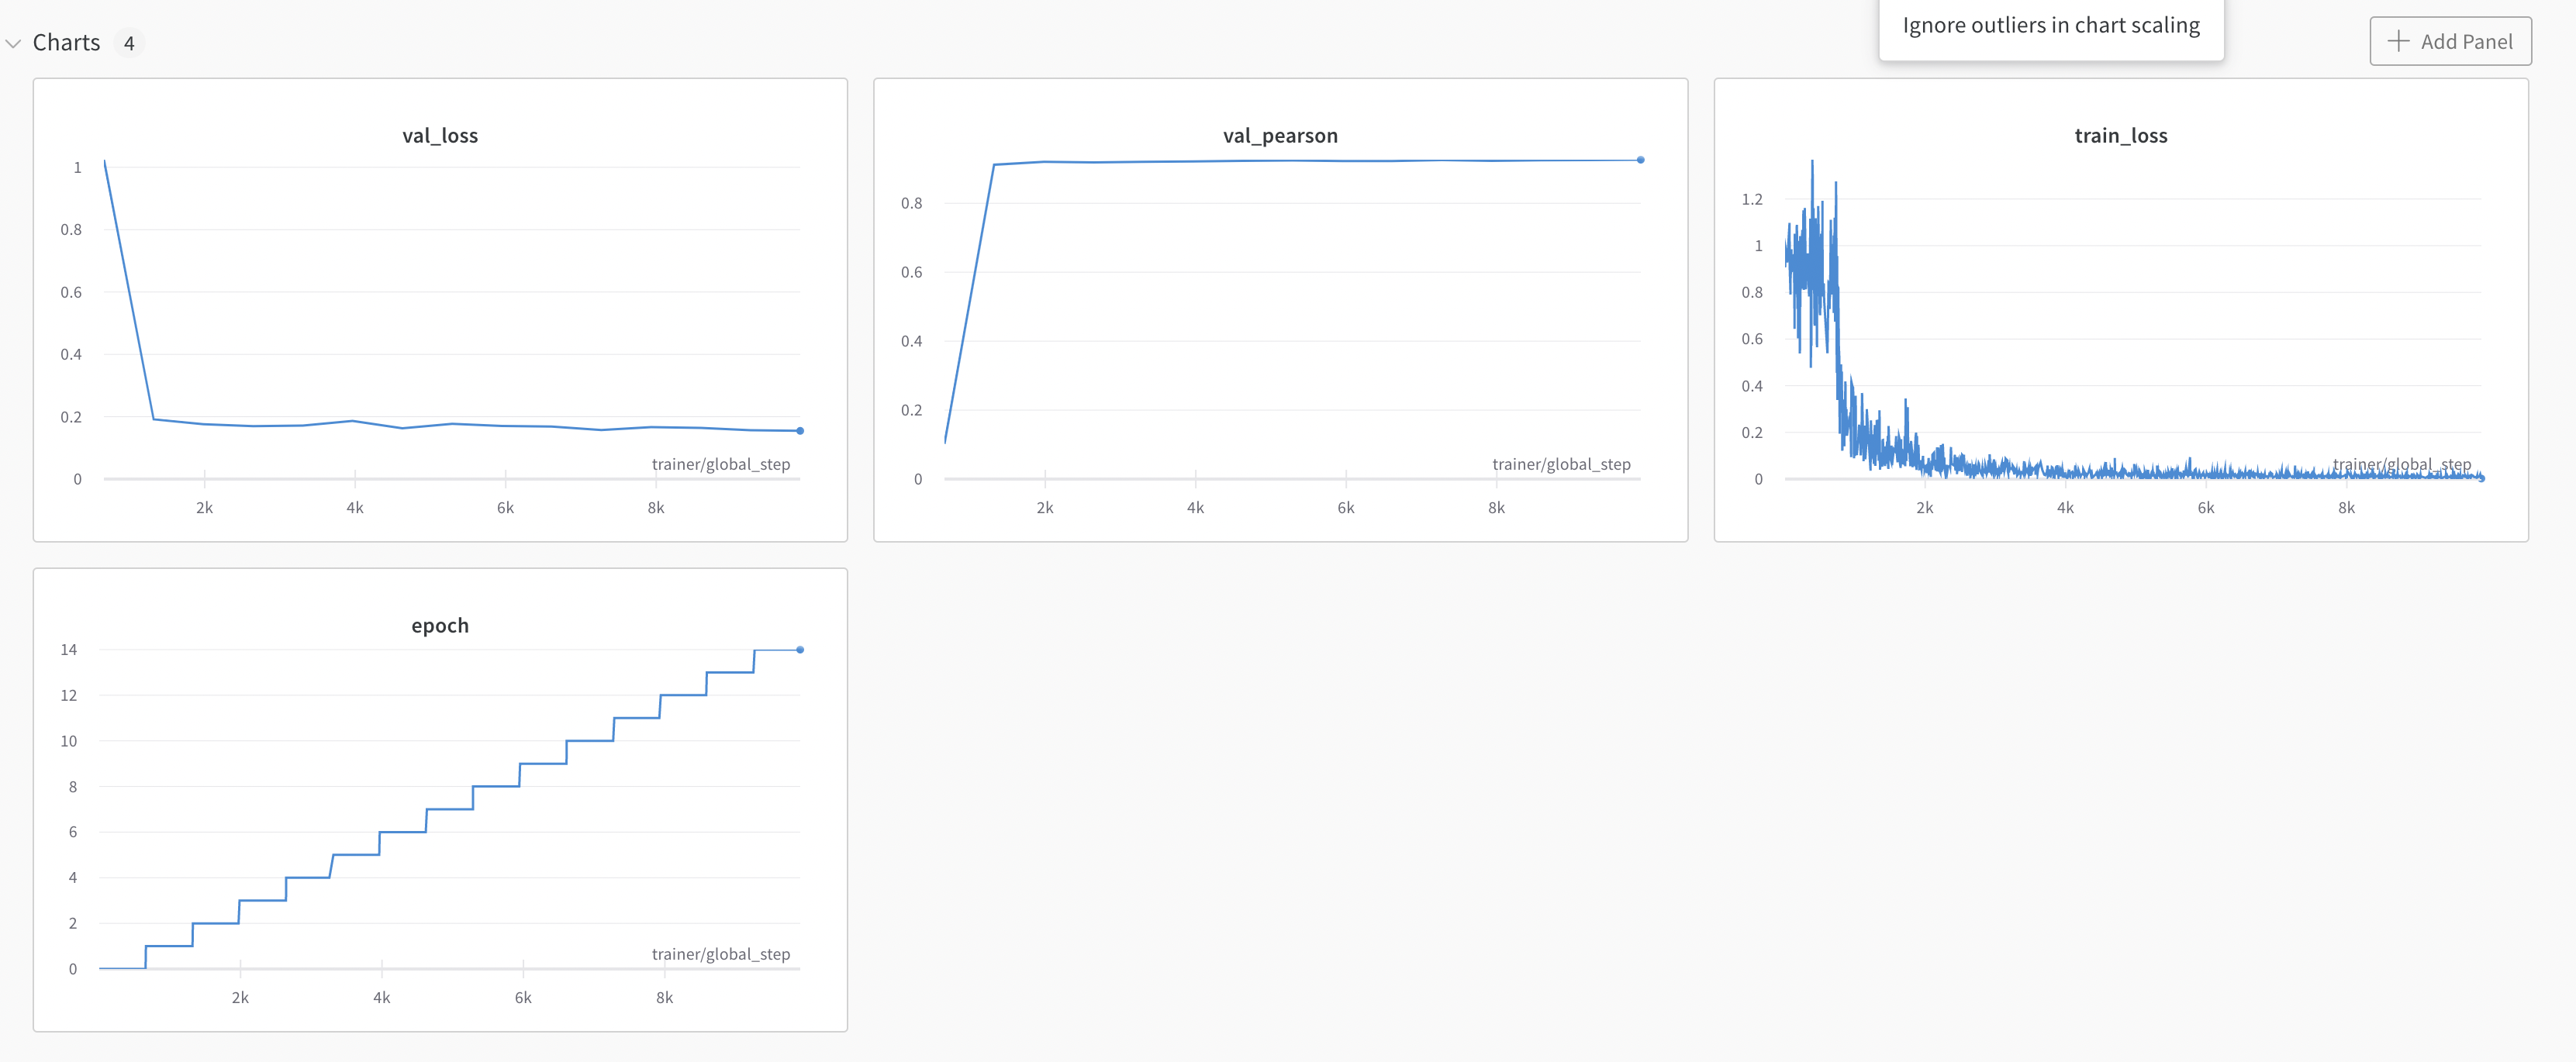 Ignore outliers in chart scaling
Charts 4
Add Panel
val_loss
1
0.8
0.6
0.4
0.2
0
trainer/global_step
2k 4k 6k 8k
val_pearson
0.8
0.6
0.4
0.2
0
trainer/global_step
2k 4k 6k 8k
train_loss
1.2
1
0.8
0.6
0.4
0.2
0
trainer/global_step
2k 4k 6k 8k
epoch
14
12
10
8
6
4
2
0
trainer/global_step
2k 4k 6k 8k